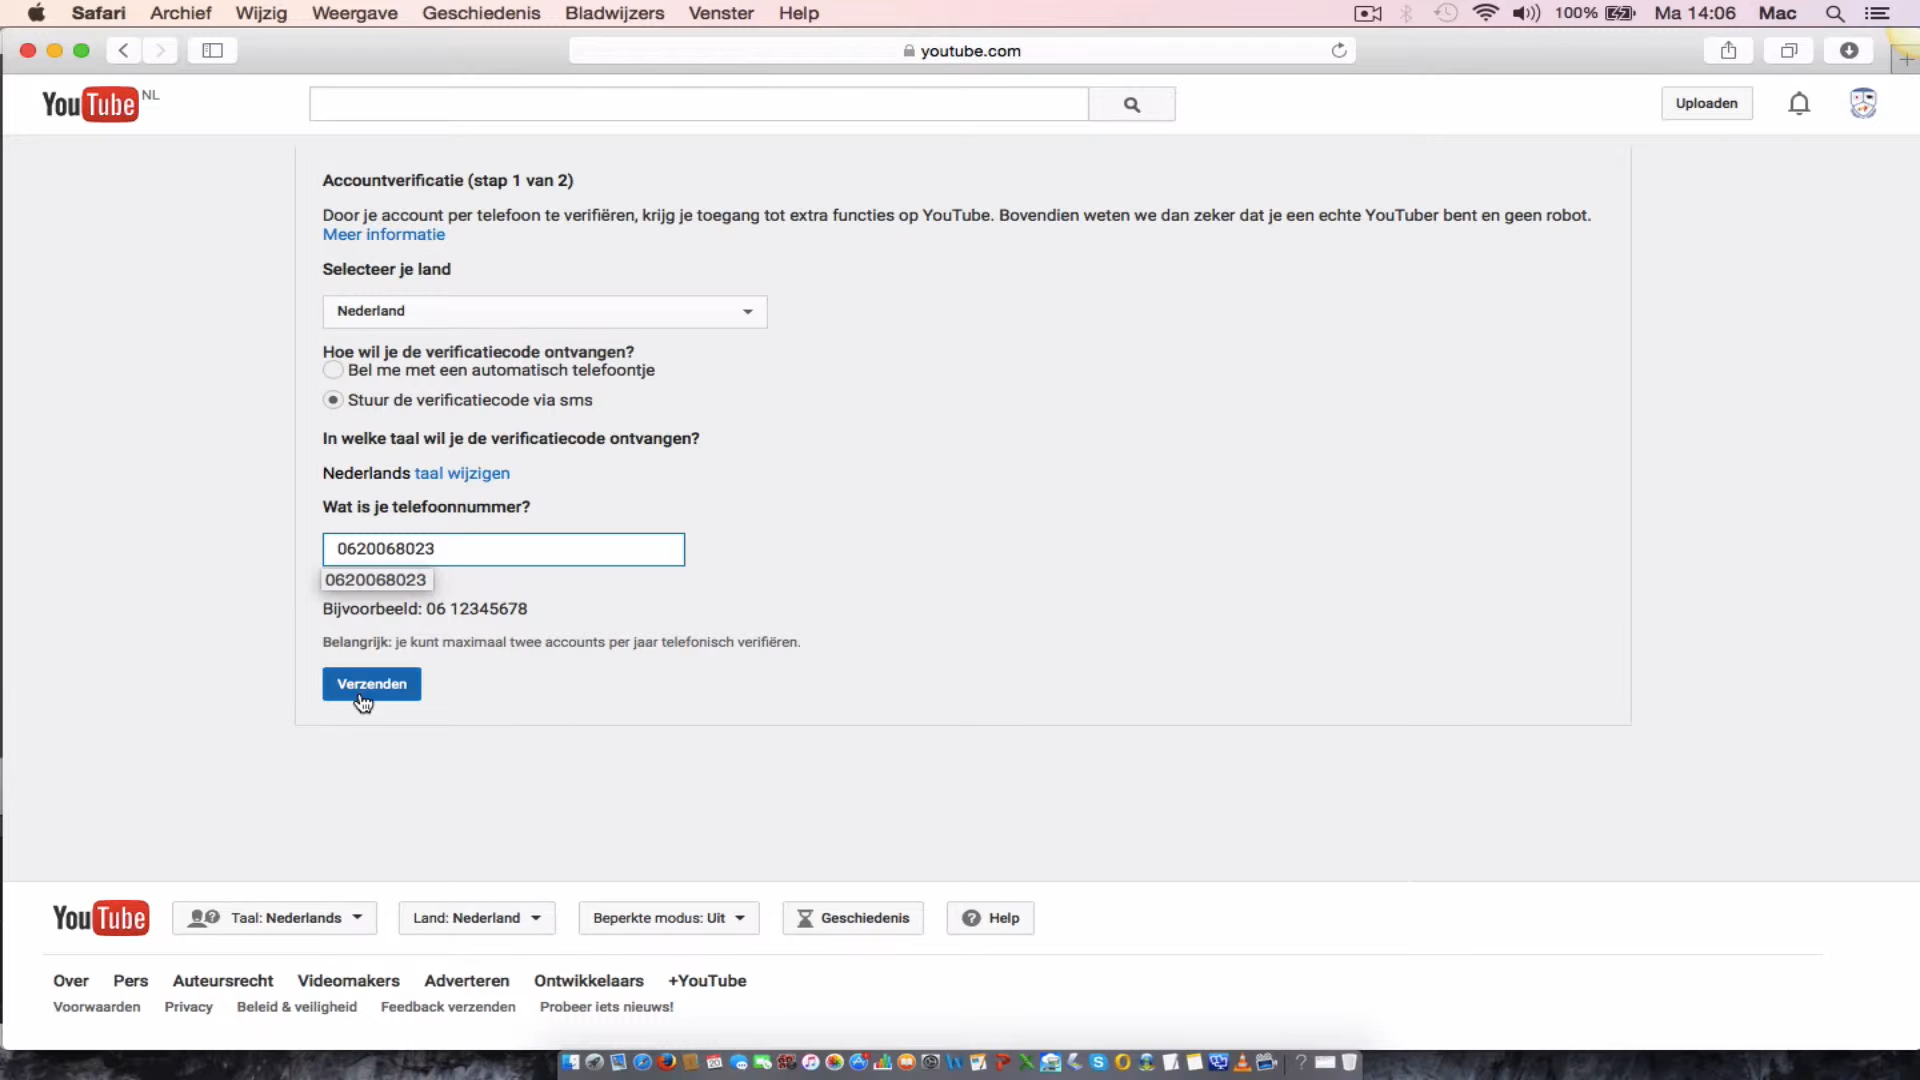 Safari Archief Wijzig Weergave Geschiedenis Bladwijzers Venster Help 100% Ma 14:06 Mac
youtube.com
YouTube NL Uploaden
Accountverificatie (stap 1 van 2)
Door je account per telefoon te verifiëren, krijg je toegang tot extra functies op YouTube. Bovendien weten we dan zeker dat je een echte YouTuber bent en geen robot.
Meer informatie
Selecteer je land
Nederland
Hoe wil je de verificatiecode ontvangen?
Bel me met een automatisch telefoontje
Stuur de verificatiecode via sms
In welke taal wil je de verificatiecode ontvangen?
Nederlands taal wijzigen
Wat is je telefoonnummer?
0620068023
0620068023
Bijvoorbeeld: 06 12345678
Belangrijk: je kunt maximaal twee accounts per jaar telefonisch verifiëren.
Verzenden
YouTube Taal: Nederlands Land: Nederland Beperkte modus: Uit Geschiedenis Help
Over Pers Auteursrecht Videomakers Adverteren Ontwikkelaars +YouTube
Voorwaarden Privacy Beleid & veiligheid Feedback verzenden Probeer iets nieuws!